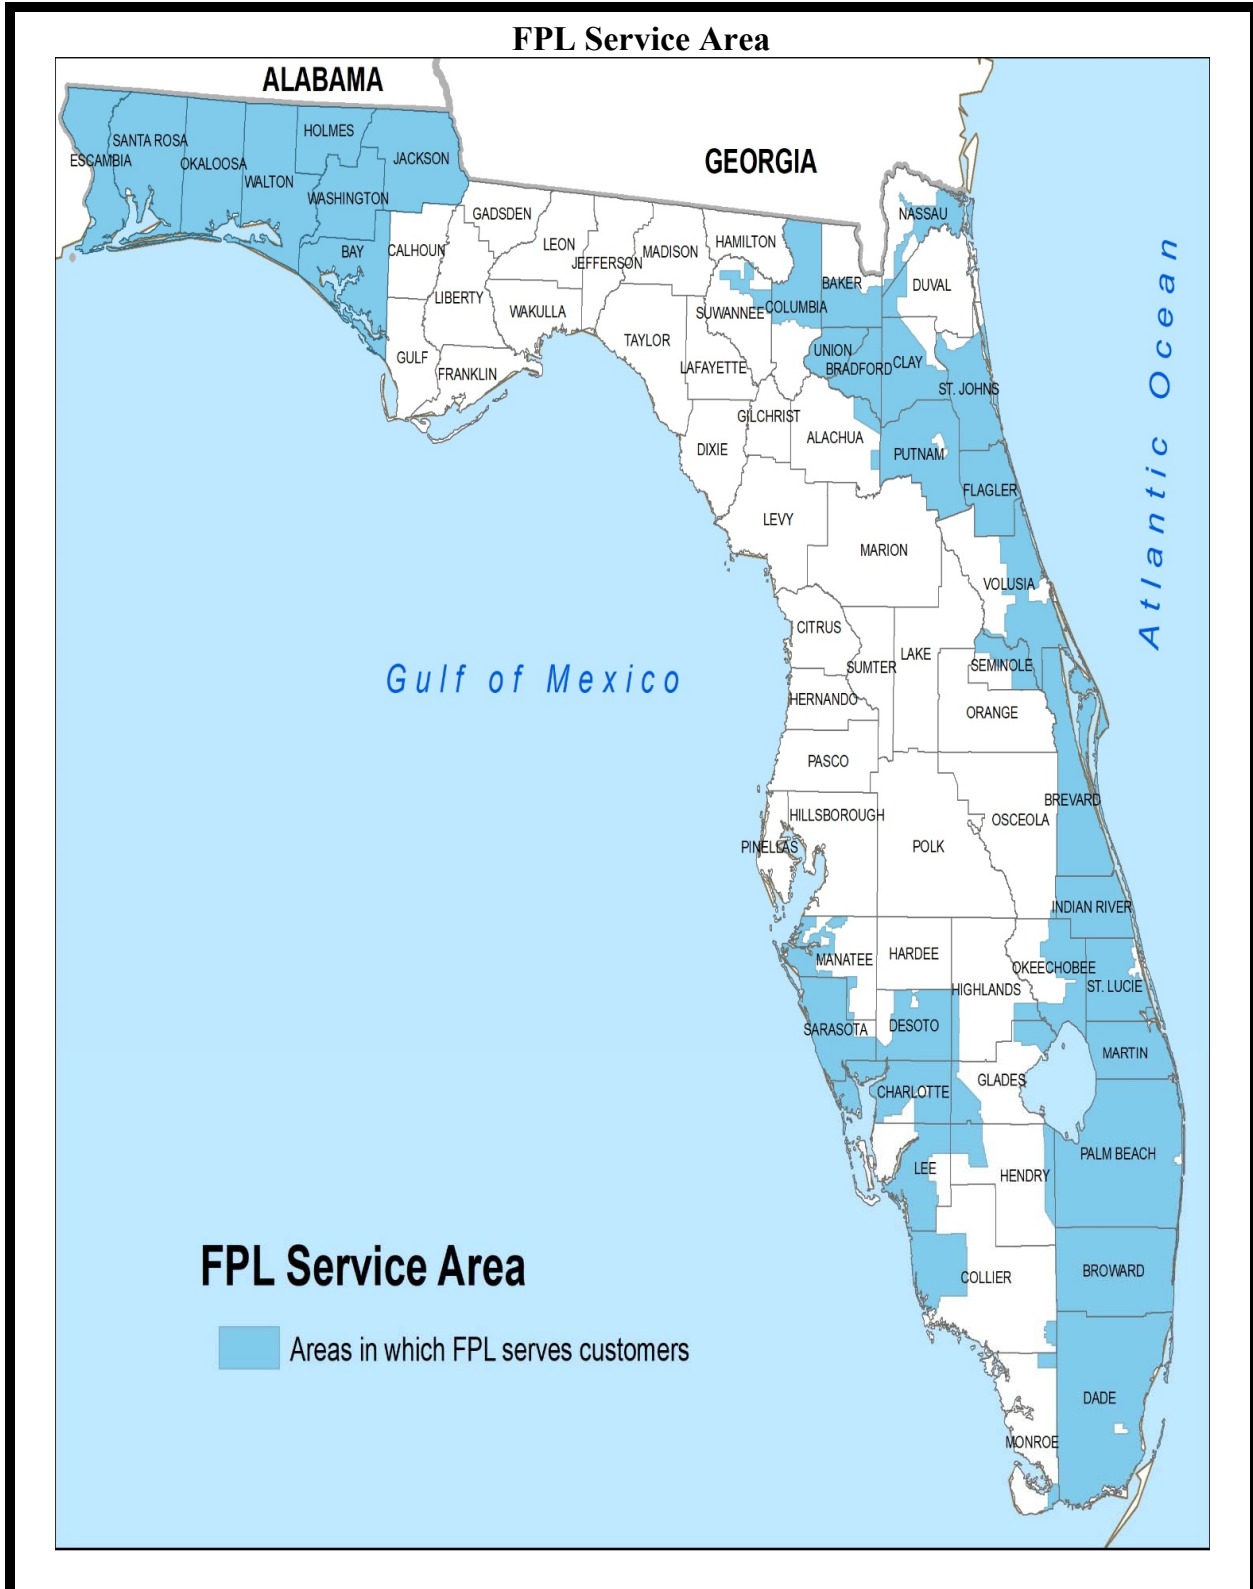 FPL Service Area
ALABAMA
GEORGIA
HOLMES
SANTA ROSA
JACKSON
ESCAMBIA
OKALOOSA
WALTON
WASHINGTON
GADSDEN
NASSAU
LEON
HAMILTON
BAY
CALHOUN
MADISON
JEFFERSON
BAKER
DUVAL
LIBERTY
COLUMBIA
WAKULLA
SUWANNEE
TAYLOR
UNION
GULF
LAFAYETTE
BRADFORD
CLAY
FRANKLIN
ST. JOHNS
GILCHRIST
ALACHUA
DIXIE
PUTNAM
FLAGLER
LEVY
MARION
Atlantic Ocean
VOLUSIA
CITRUS
LAKE
SUMTER
SEMINOLE
Gulf of Mexico
HERNANDO
ORANGE
PASCO
BREVARD
HILLSBOROUGH
OSCEOLA
PINELLAS
POLK
INDIAN RIVER
HARDEE
MANATEE
OKEECHOBEE
HIGHLANDS
ST. LUCIE
SARASOTA
DESOTO
MARTIN
GLADES
CHARLOTTE
PALM BEACH
LEE
HENDRY
FPL Service Area
BROWARD
COLLIER
Areas in which FPL serves customers
DADE
MONROE